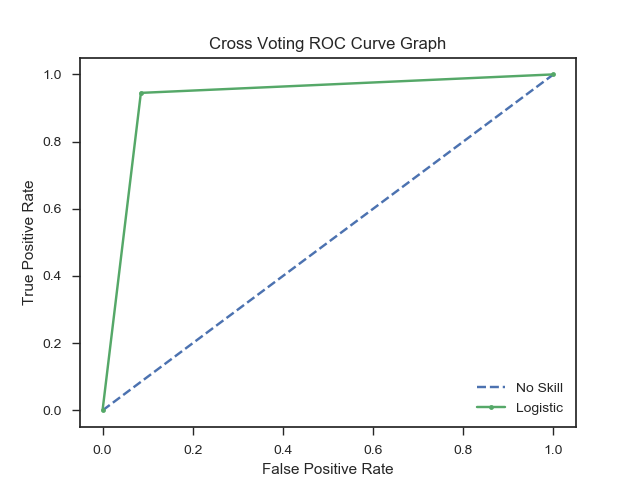 Cross Voting ROC Curve Graph
True Positive Rate
1.0
0.8
0.6
0.4
0.2
0.0
No Skill
Logistic
0.0 0.2 0.4 0.6 0.8 1.0
False Positive Rate